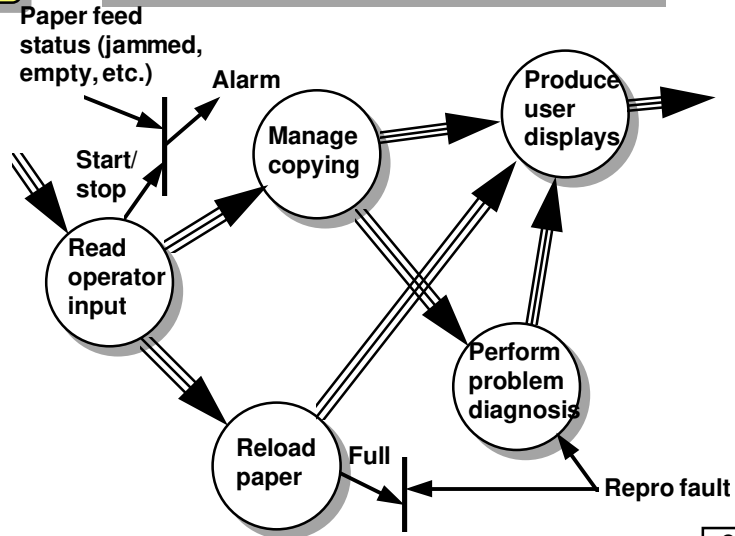 Paper feed
status (jammed,
empty, etc.)
Alarm
Start/
stop
Manage
copying
Produce
user
displays
Read
operator
input
Perform
problem
diagnosis
Reload
paper
Full
Repro fault